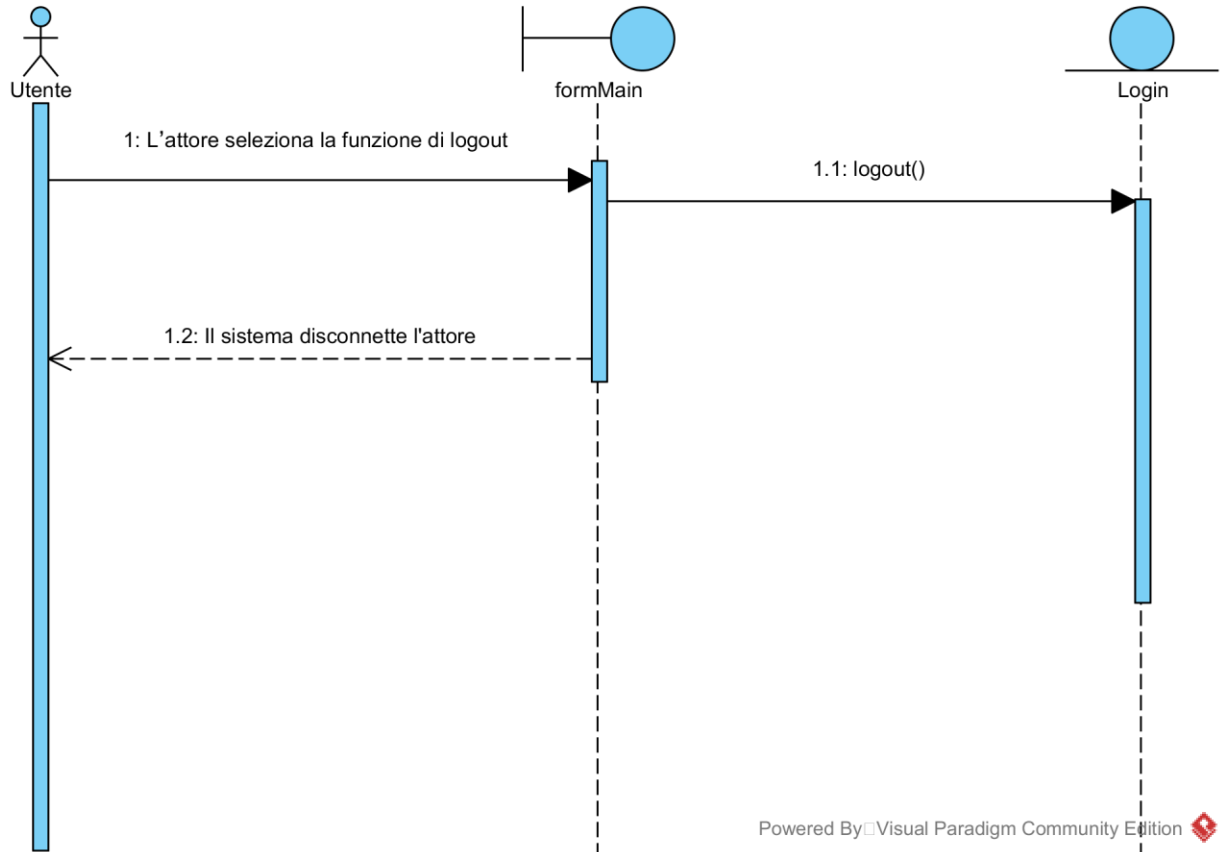 Utente
formMain
Login
1: L’attore seleziona la funzione di logout
1.1: logout()
1.2: Il sistema disconnette l'attore
Powered By□Visual Paradigm Community Edition